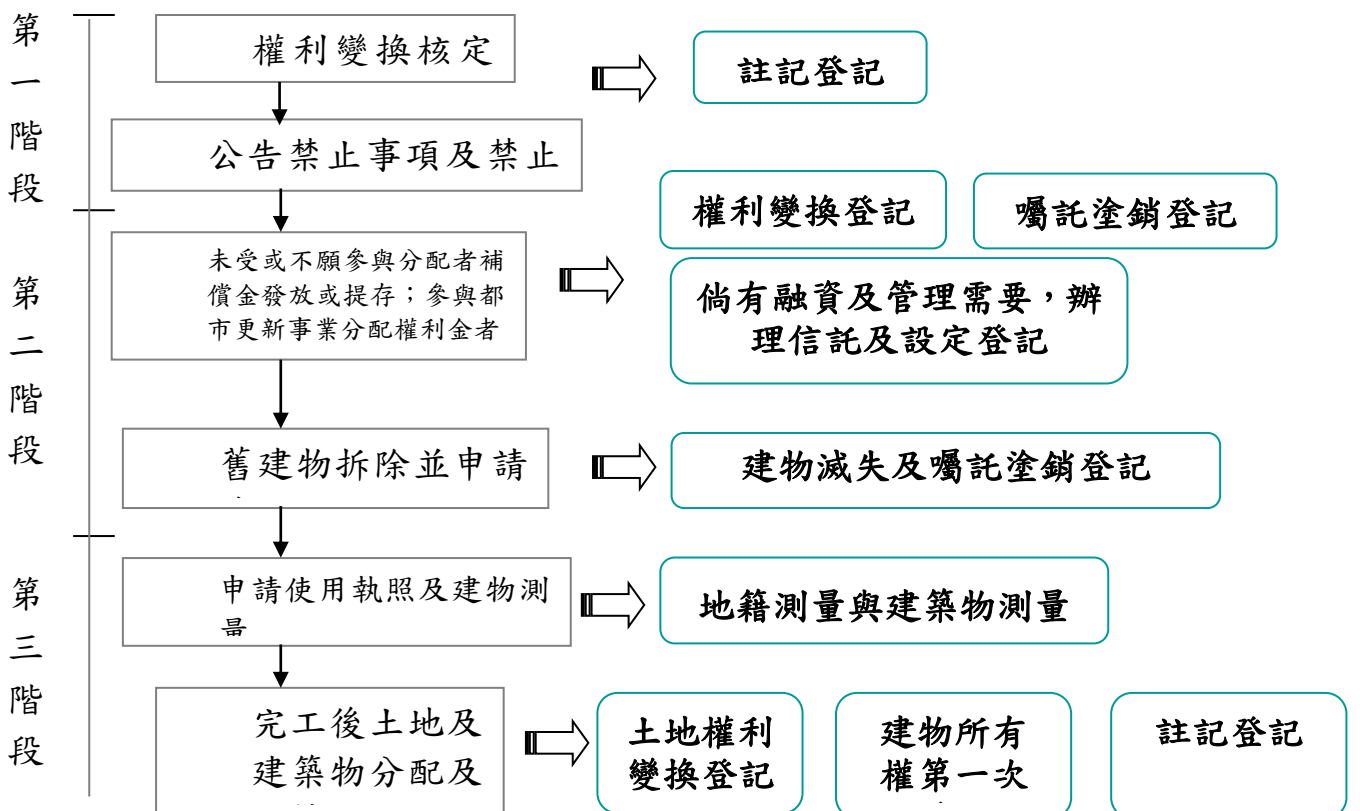 第一階段
權利變換核定
註記登記
公告禁止事項及禁止
權利變換登記
囑託塗銷登記
第二階段
未受或不願參與分配者補
償金發放或提存；參與都
市更新事業分配權利金者
倘有融資及管理需要，辦
理信託及設定登記
舊建物拆除並申請
建物滅失及囑託塗銷登記
第三階段
申請使用執照及建物測
量
地籍測量與建築物測量
完工後土地及
建築物分配及
土地權利
變換登記
建物所有
權第一次
註記登記